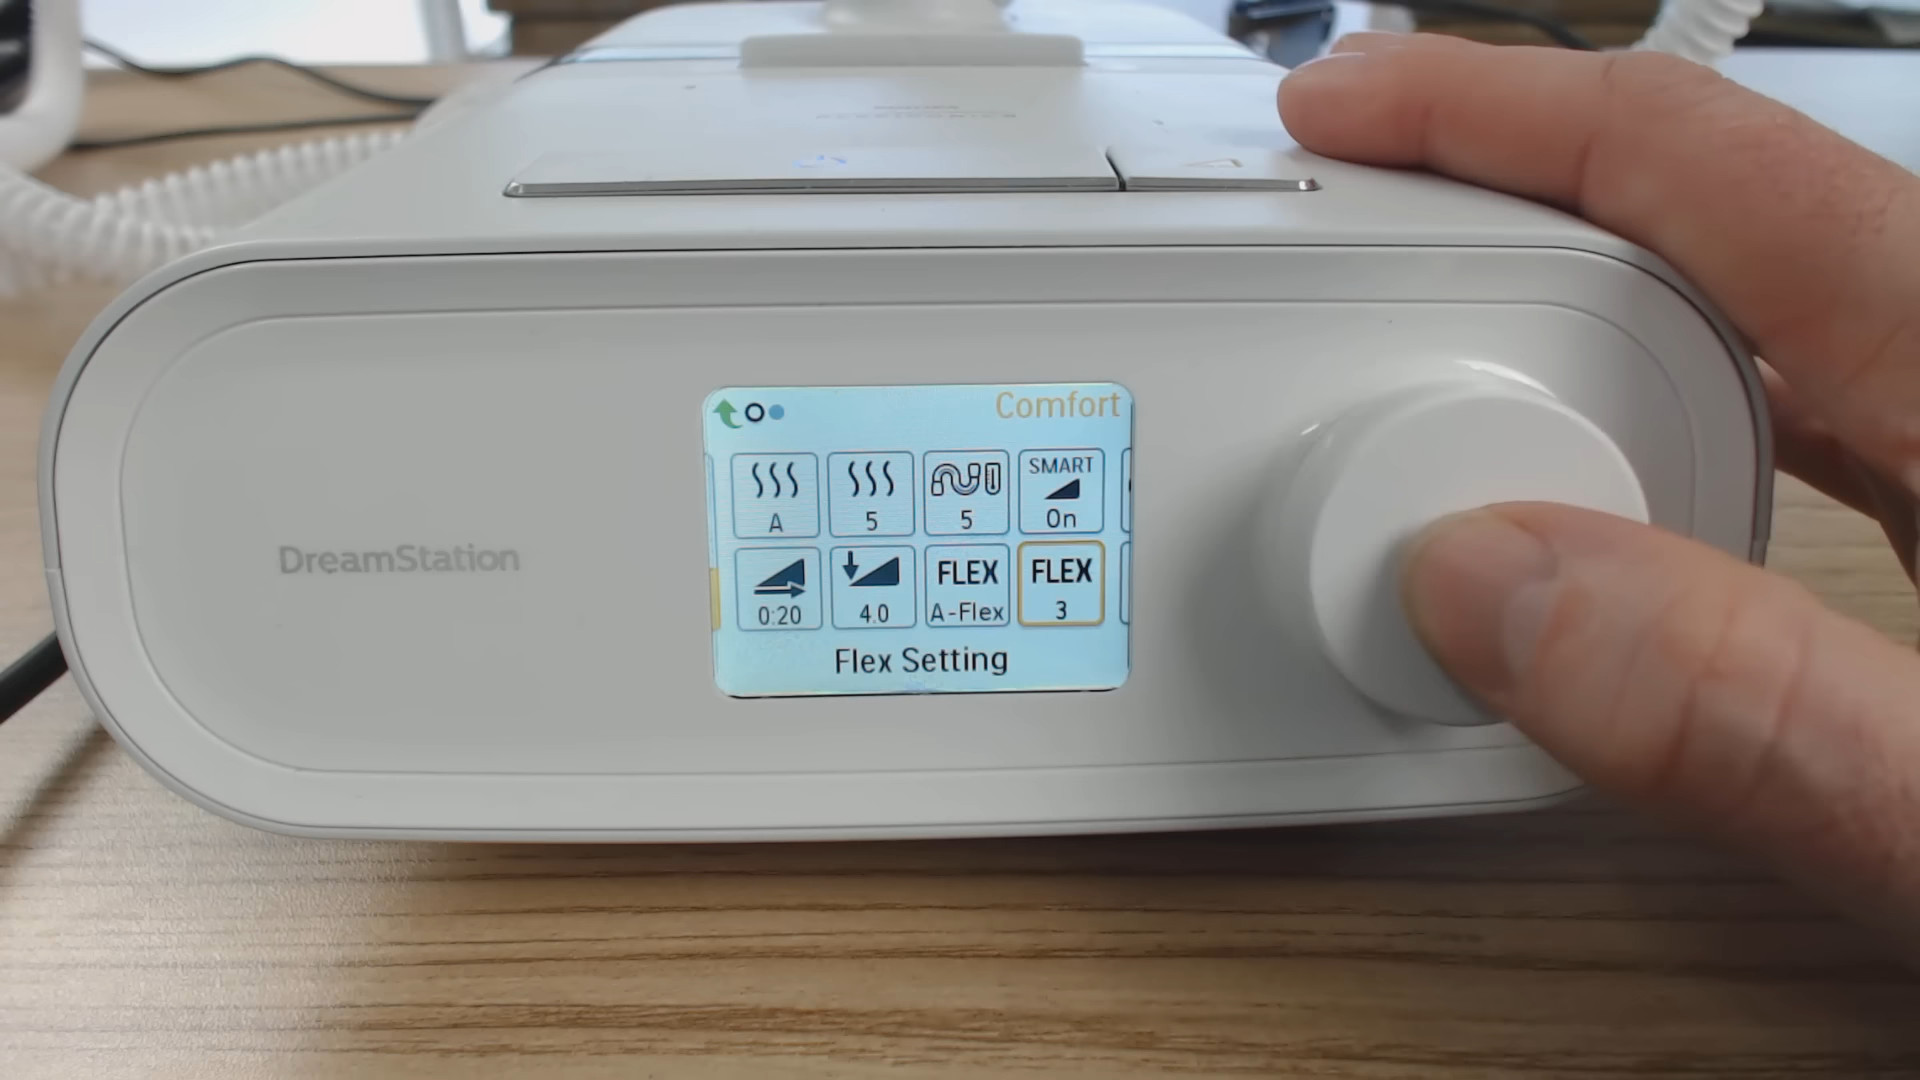 Comfort
SMART
A 5 5 On
FLEX FLEX
0:20 4.0 A-Flex 3
Flex Setting
DreamStation